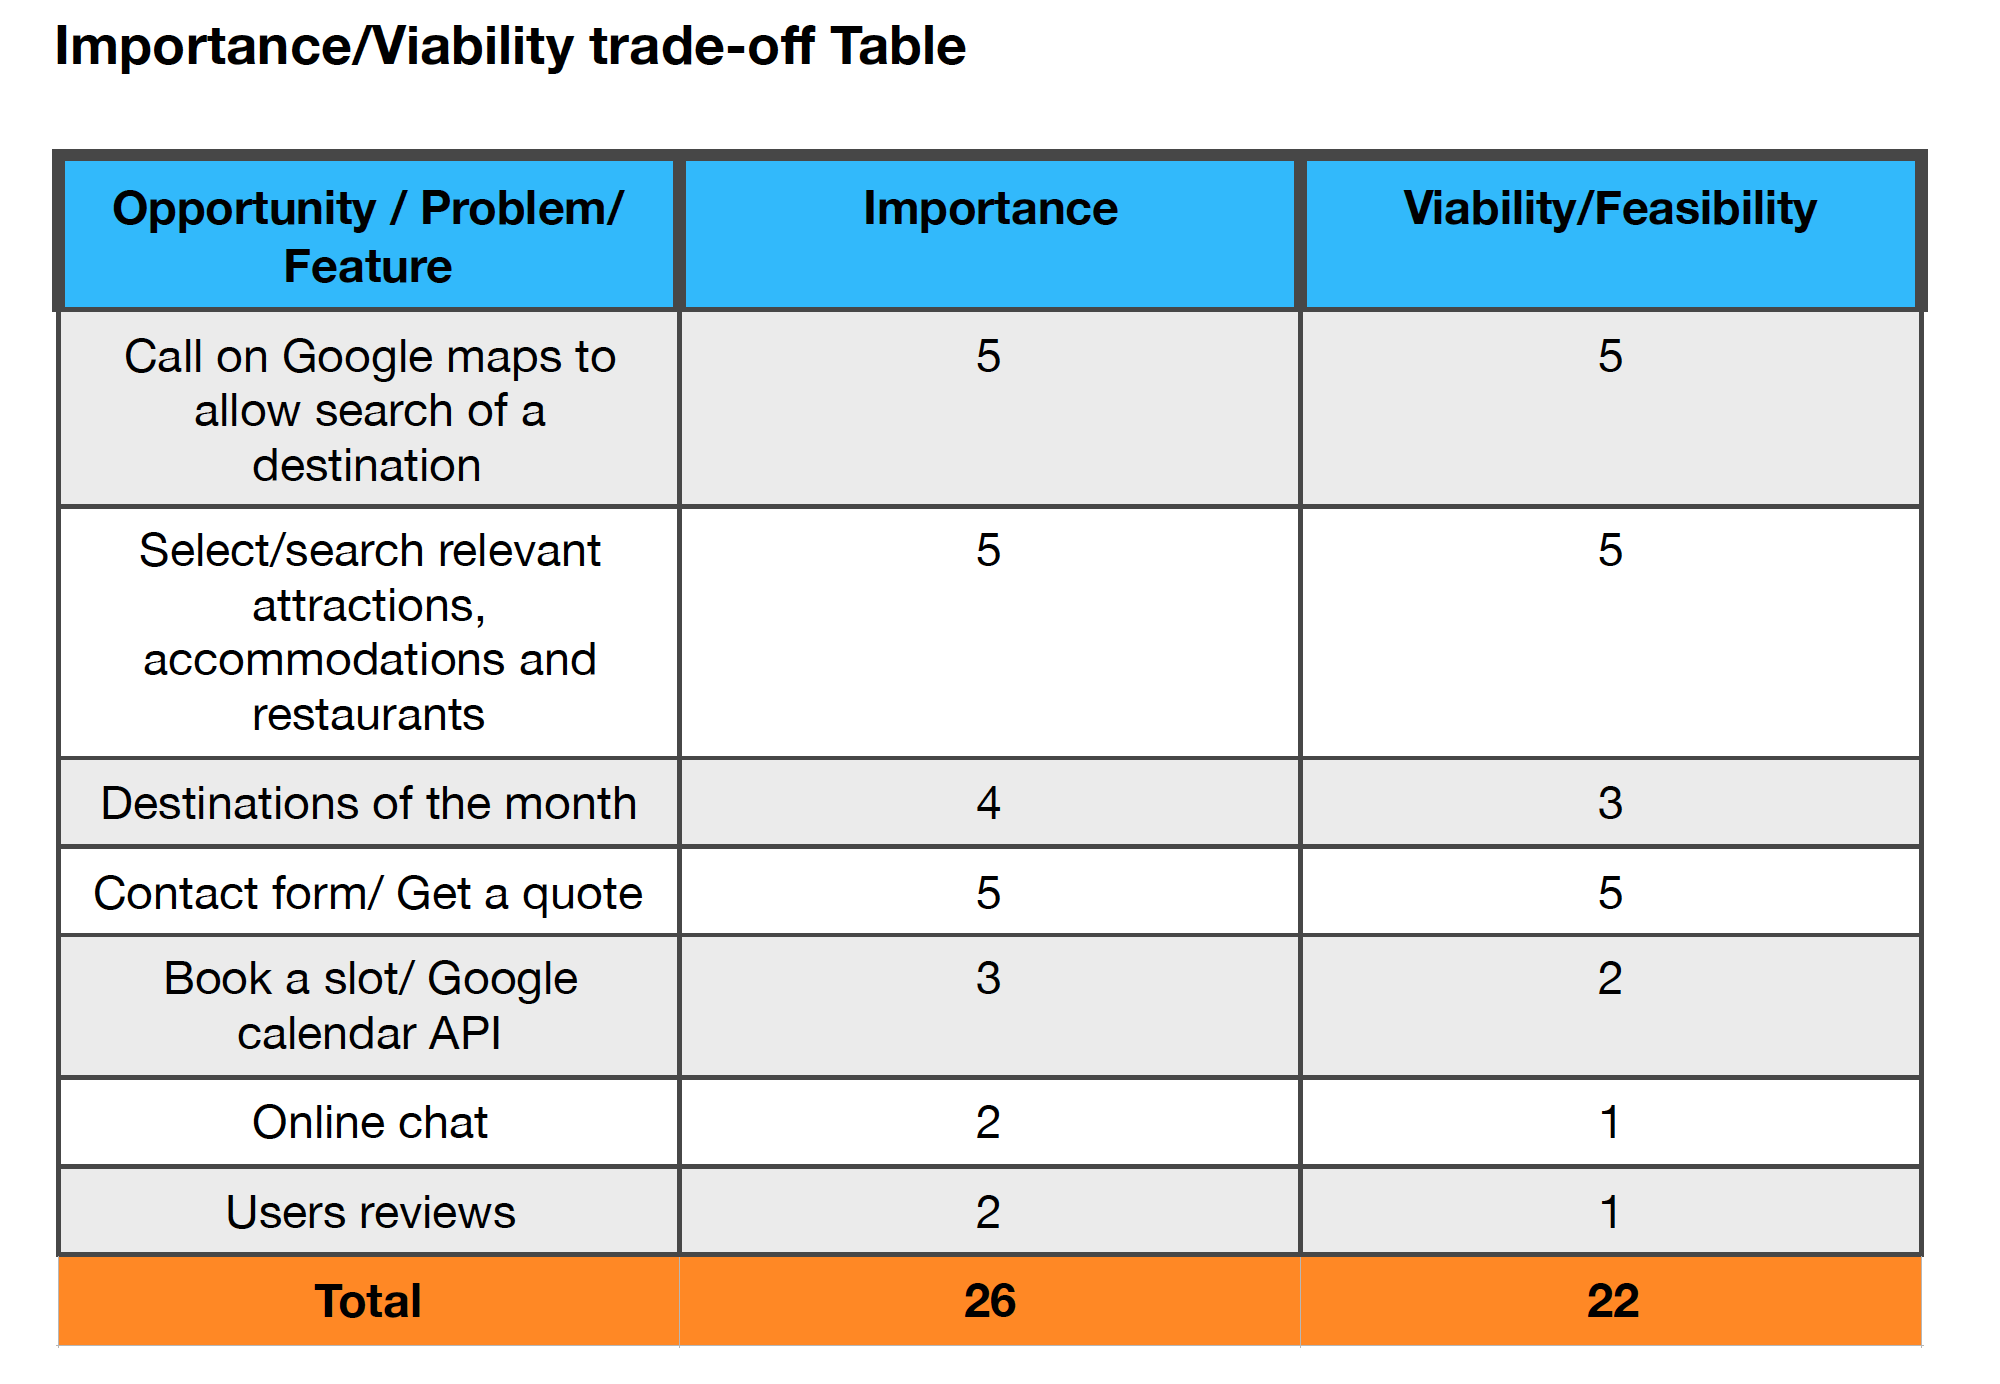 Importance/Viability trade-off Table
Opportunity / Problem/
Feature
Importance
Viability/Feasibility
Call on Google maps to
allow search of a
destination
5
5
Select/search relevant
attractions,
accommodations and
restaurants
5
5
Destinations of the month
4
3
Contact form/ Get a quote
5
5
Book a slot/ Google
calendar API
3
2
Online chat
2
1
Users reviews
2
1
Total
26
22